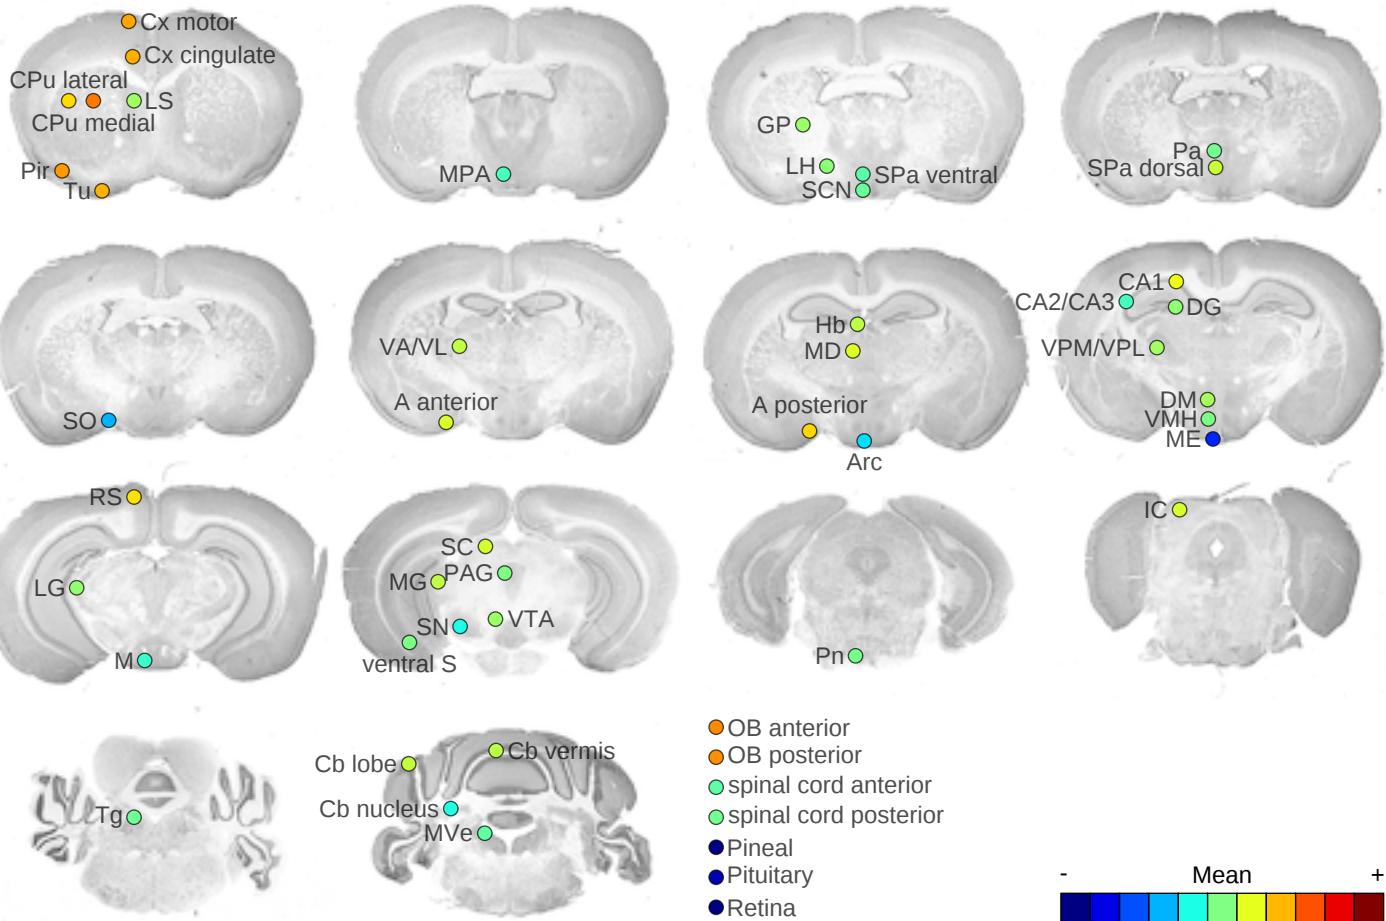 Cx motor
Cx cingulate
CPu lateral
LS
CPu medial
Pir
Tu
MPA
GP
LH
SPa ventral
SCN
Pa
SPa dorsal
SO
VA/VL
A anterior
Hb
MD
A posterior
Arc
CA1
CA2/CA3
DG
VPM/VPL
DM
VMH
ME
RS
LG
M
SC
MG
PAG
SN
VTA
ventral S
Pn
IC
Tg
Cb lobe
Cb vermis
Cb nucleus
MVe
OB anterior
OB posterior
spinal cord anterior
spinal cord posterior
Pineal
Pituitary
Retina
- Mean +